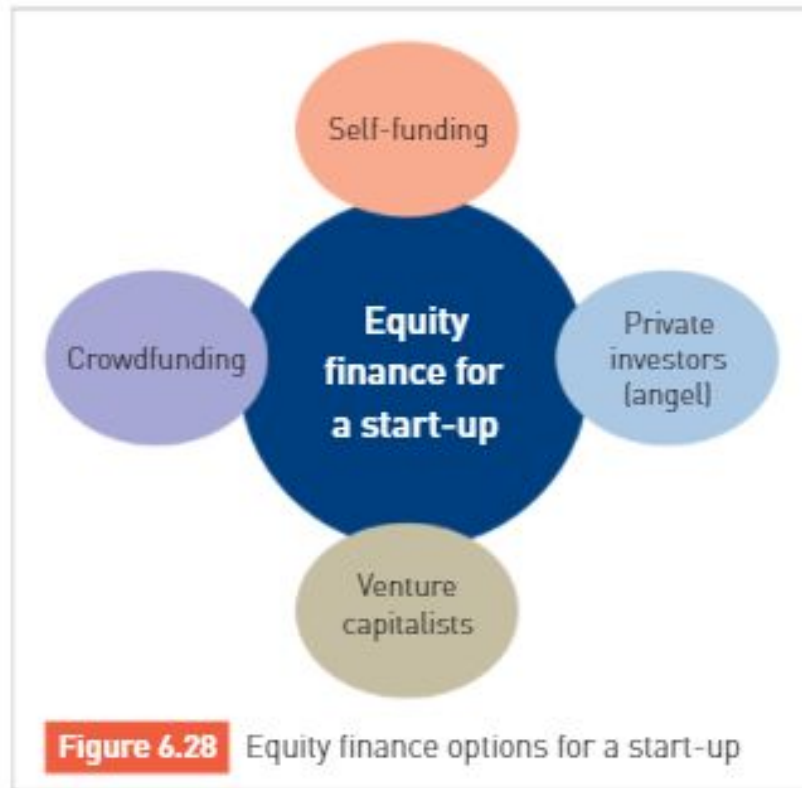 Self-funding
Crowdfunding
Equity
finance for
a start-up
Private
investors
(angel)
Venture
capitalists
Figure 6.28 Equity finance options for a start-up